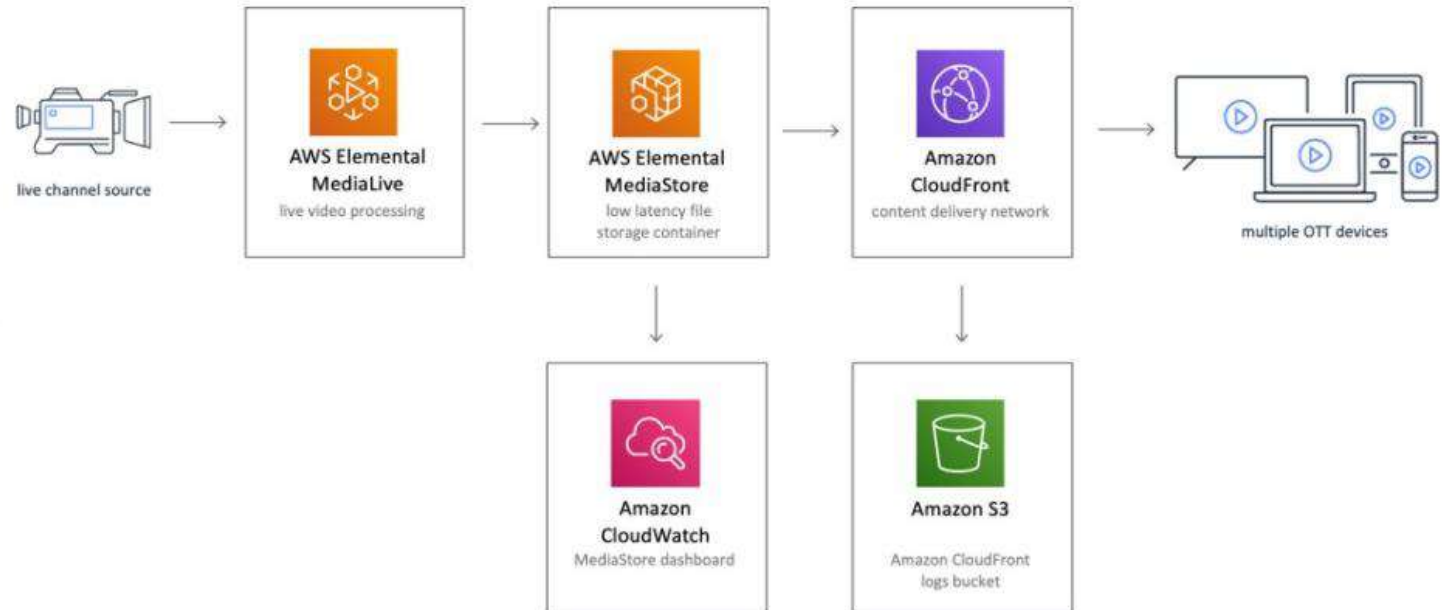 live channel source
AWS Elemental
MediaLive
live video processing
AWS Elemental
MediaStore
low latency file
storage container
Amazon
CloudFront
content delivery network
multiple OTT devices
Amazon
CloudWatch
MediaStore dashboard
Amazon S3
Amazon CloudFront
logs bucket